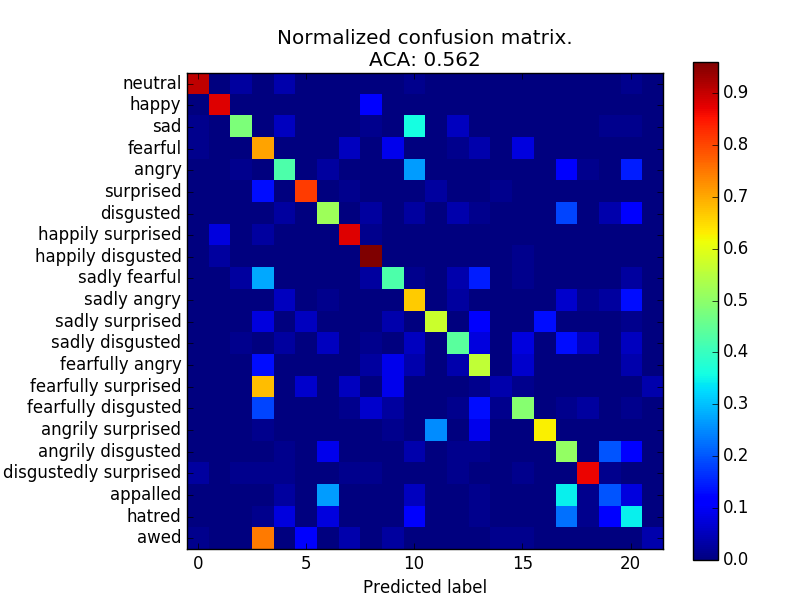 Normalized confusion matrix.
ACA: 0.562
neutral
happy
sad
fearful
angry
surprised
disgusted
happily surprised
happily disgusted
sadly fearful
sadly angry
sadly surprised
sadly disgusted
fearfully angry
fearfully surprised
fearfully disgusted
angrily surprised
angrily disgusted
disgustedly surprised
appalled
hatred
awed
0 5 10 15 20
Predicted label
0.9
0.8
0.7
0.6
0.5
0.4
0.3
0.2
0.1
0.0